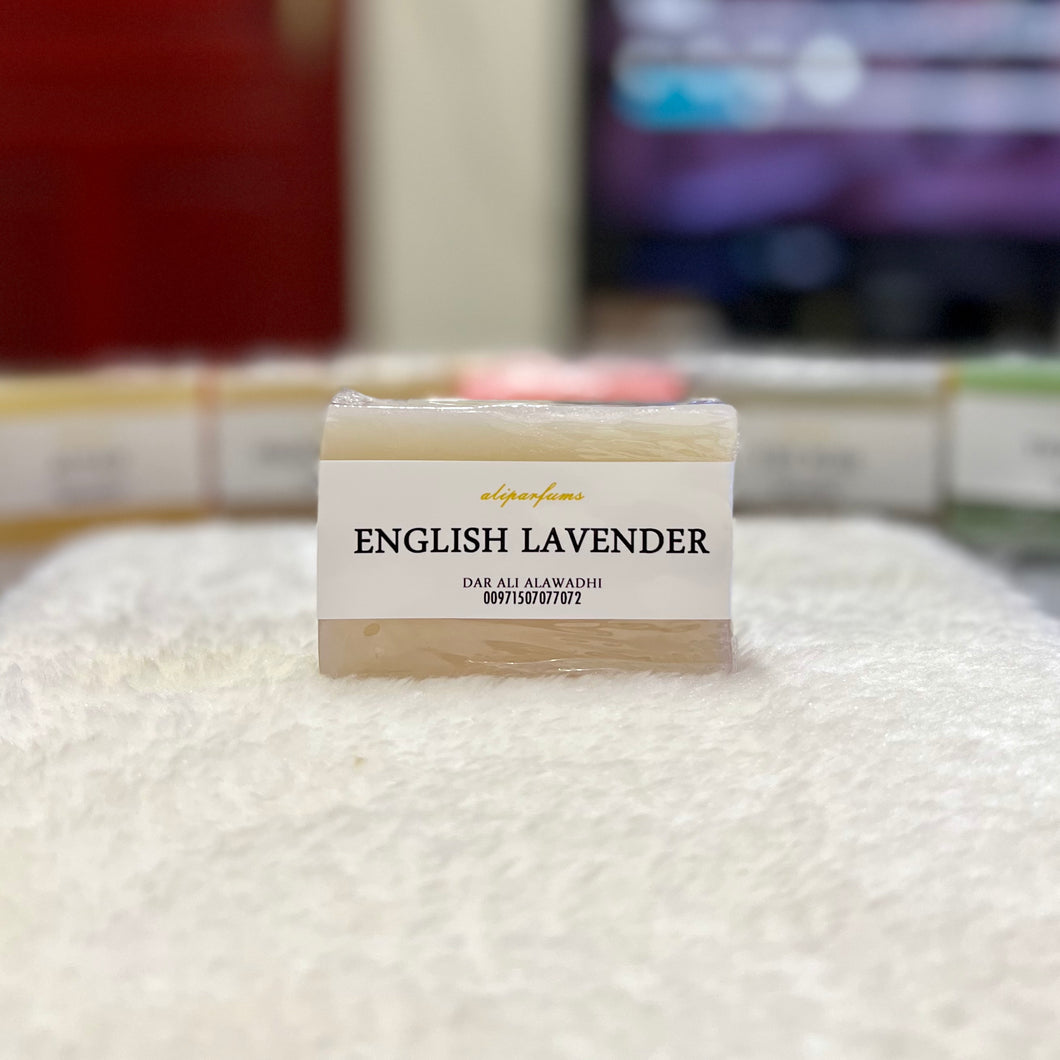 aliparfums
ENGLISH LAVENDER
DAR ALI ALAWADHI
00971507077072